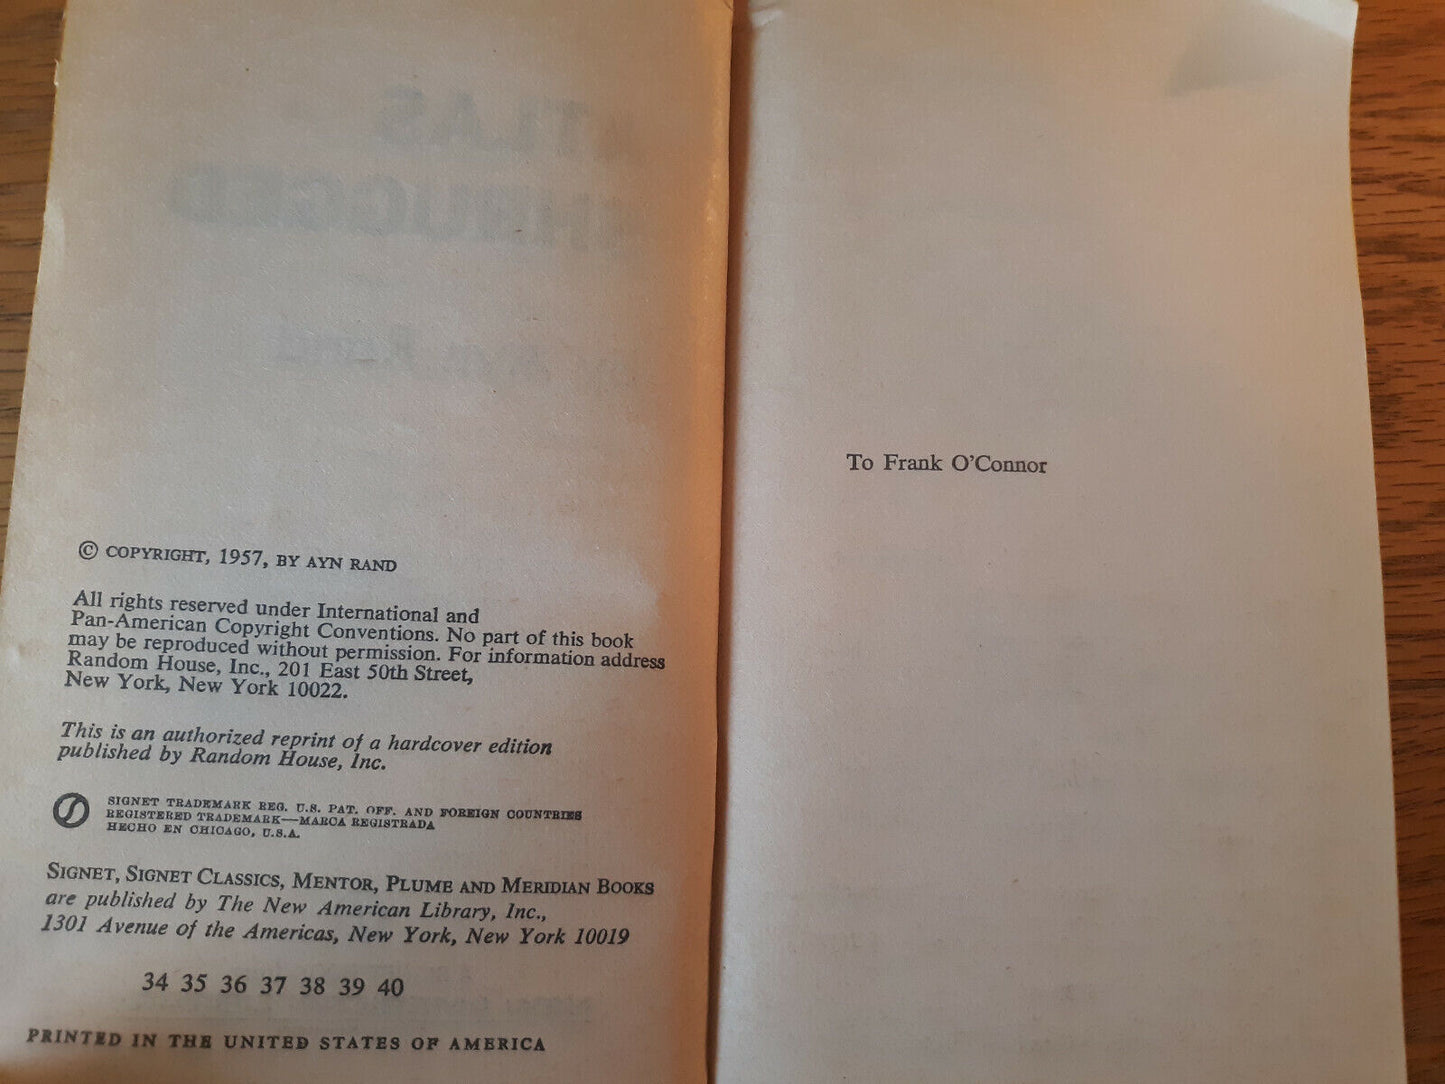 © COPYRIGHT, 1957, BY AYN RAND
All rights reserved under International and
Pan-American Copyright Conventions. No part of this book
may be reproduced without permission. For information address
Random House, Inc., 201 East 50th Street,
New York, New York 10022.
This is an authorized reprint of a hardcover edition
published by Random House, Inc.
SIGNET TRADEMARK REG. U.S. PAT. OFF. AND FOREIGN COUNTRIES
REGISTERED TRADEMARK—MARCA REGISTRADA
HECHO EN CHICAGO, U.S.A.
SIGNET, SIGNET CLASSICS, MENTOR, PLUME AND MERIDIAN BOOKS
are published by The New American Library, Inc.,
1301 Avenue of the Americas, New York, New York 10019
34 35 36 37 38 39 40
PRINTED IN THE UNITED STATES OF AMERICA
To Frank O'Connor